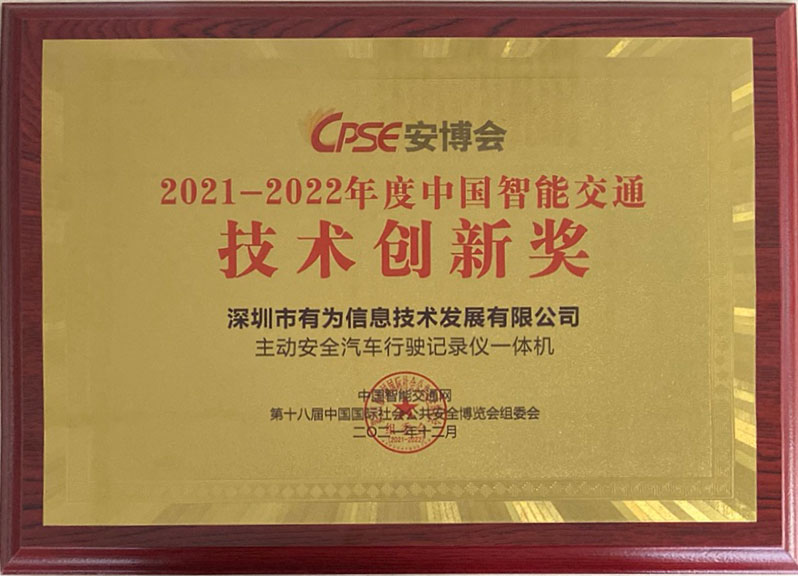 CPSE安博会
2021-2022年度中国智能交通
技术创新奖
深圳市有为信息技术发展有限公司
主动安全汽车行驶记录仪一体机
中国智能交通网
第十八届中国国际社会公共安全博览会组委会
二〇二一年十二月
(2021-2022)